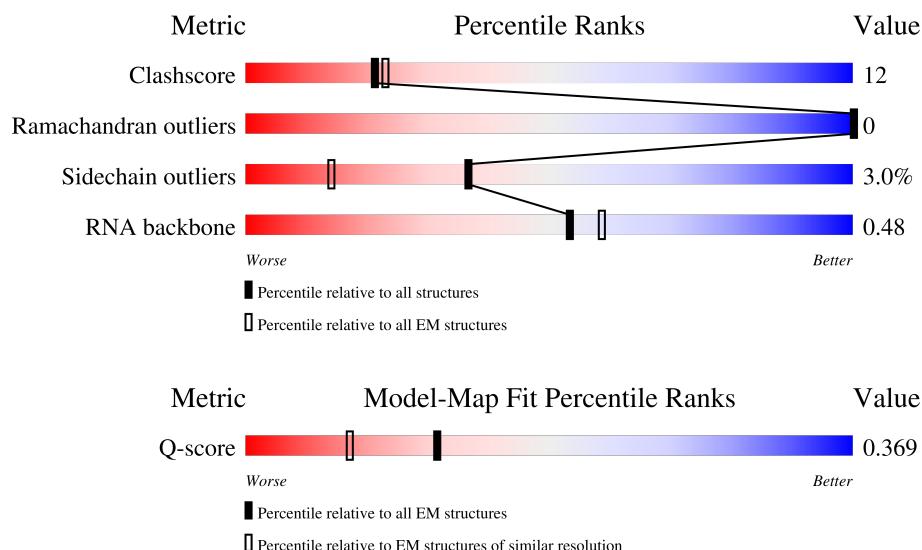 Metric Percentile Ranks Value
Clashscore 12
Ramachandran outliers 0
Sidechain outliers 3.0%
RNA backbone 0.48
Worse Better
Percentile relative to all structures
Percentile relative to all EM structures
Metric Model-Map Fit Percentile Ranks Value
Q-score 0.369
Worse Better
Percentile relative to all EM structures
Percentile relative to EM structures of similar resolution